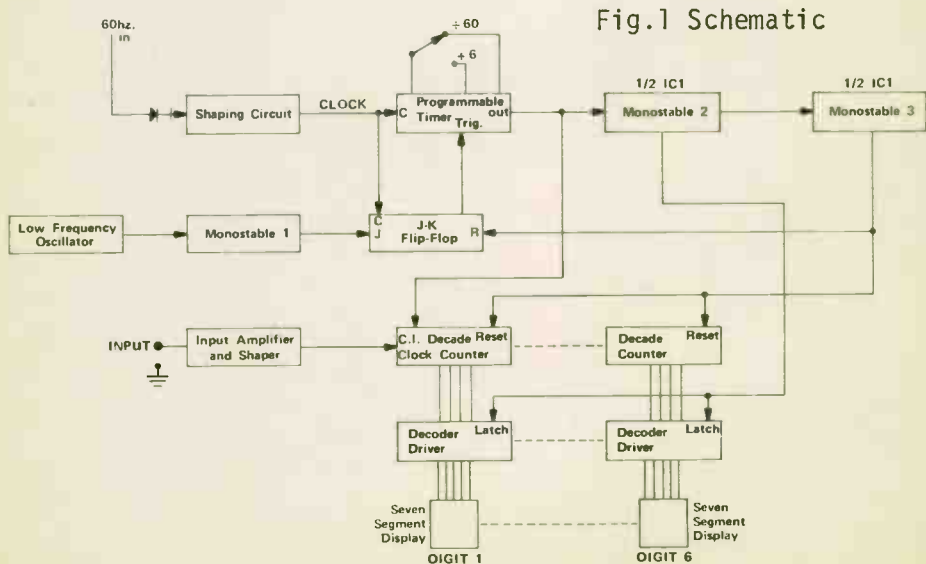 Fig.1 Schematic
60hz.
in
÷ 60
+ 6
Shaping Circuit
CLOCK
C Programmable out
Timer Trig.
1/2 IC1
Monostable 2
1/2 IC1
Monostable 3
Low Frequency
Oscillator
Monostable 1
C
J
J-K
Flip-Flop
R
INPUT
Input Amplifier
and Shaper
C.I. Decade Reset
Clock Counter
Decade Reset
Counter
Decoder Latch
Driver
Decoder Latch
Driver
Seven
Segment
Display
OIGIT 1
Seven
Segment
Display
OIGIT 6